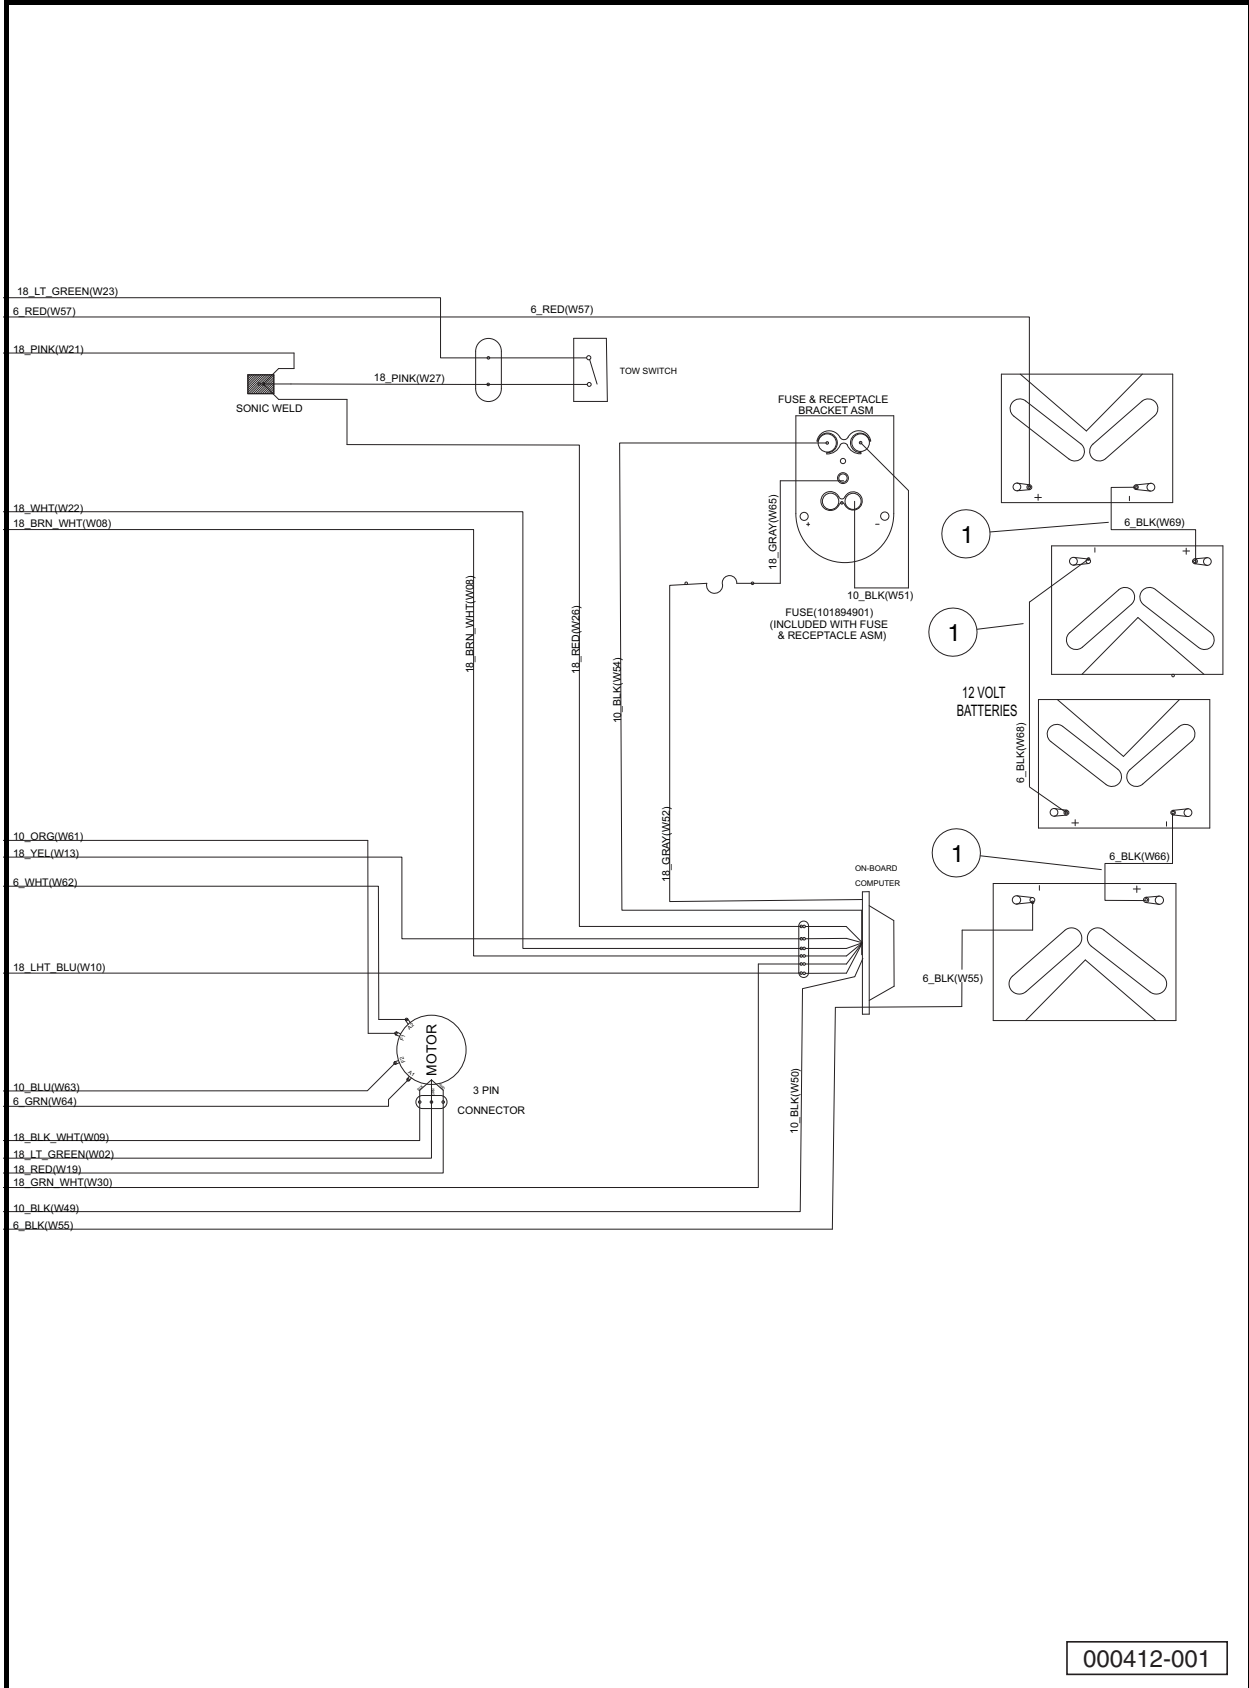 18_LT_GREEN(W23)
6_RED(W57)
6_RED(W57)
18_PINK(W21)
18_PINK(W27)
TOW SWITCH
SONIC WELD
FUSE & RECEPTACLE
BRACKET ASM
+
-
+
-
18_WHT(W22)
18_BRN_WHT(W08)
18_GRAY(W65)
1
6_BLK(W69)
-
+
10_BLK(W51)
18_BRN_WHT(W08)
18_RED(W26)
FUSE(101894901)
(INCLUDED WITH FUSE
& RECEPTACLE ASM)
1
10_BLK(W54)
12 VOLT
BATTERIES
6_BLK(W68)
+
-
10_ORG(W61)
18_YEL(W13)
18_GRAY(W52)
1
6_BLK(W66)
6_WHT(W62)
ON-BOARD
COMPUTER
-
+
18_LHT_BLU(W10)
6_BLK(W55)
A2
F1
F2
A1
MOTOR
10_BLU(W63)
6_GRN(W64)
3 PIN
CONNECTOR
10_BLK(W50)
18_BLK_WHT(W09)
18_LT_GREEN(W02)
18_RED(W19)
18_GRN_WHT(W30)
10_BLK(W49)
6_BLK(W55)
000412-001